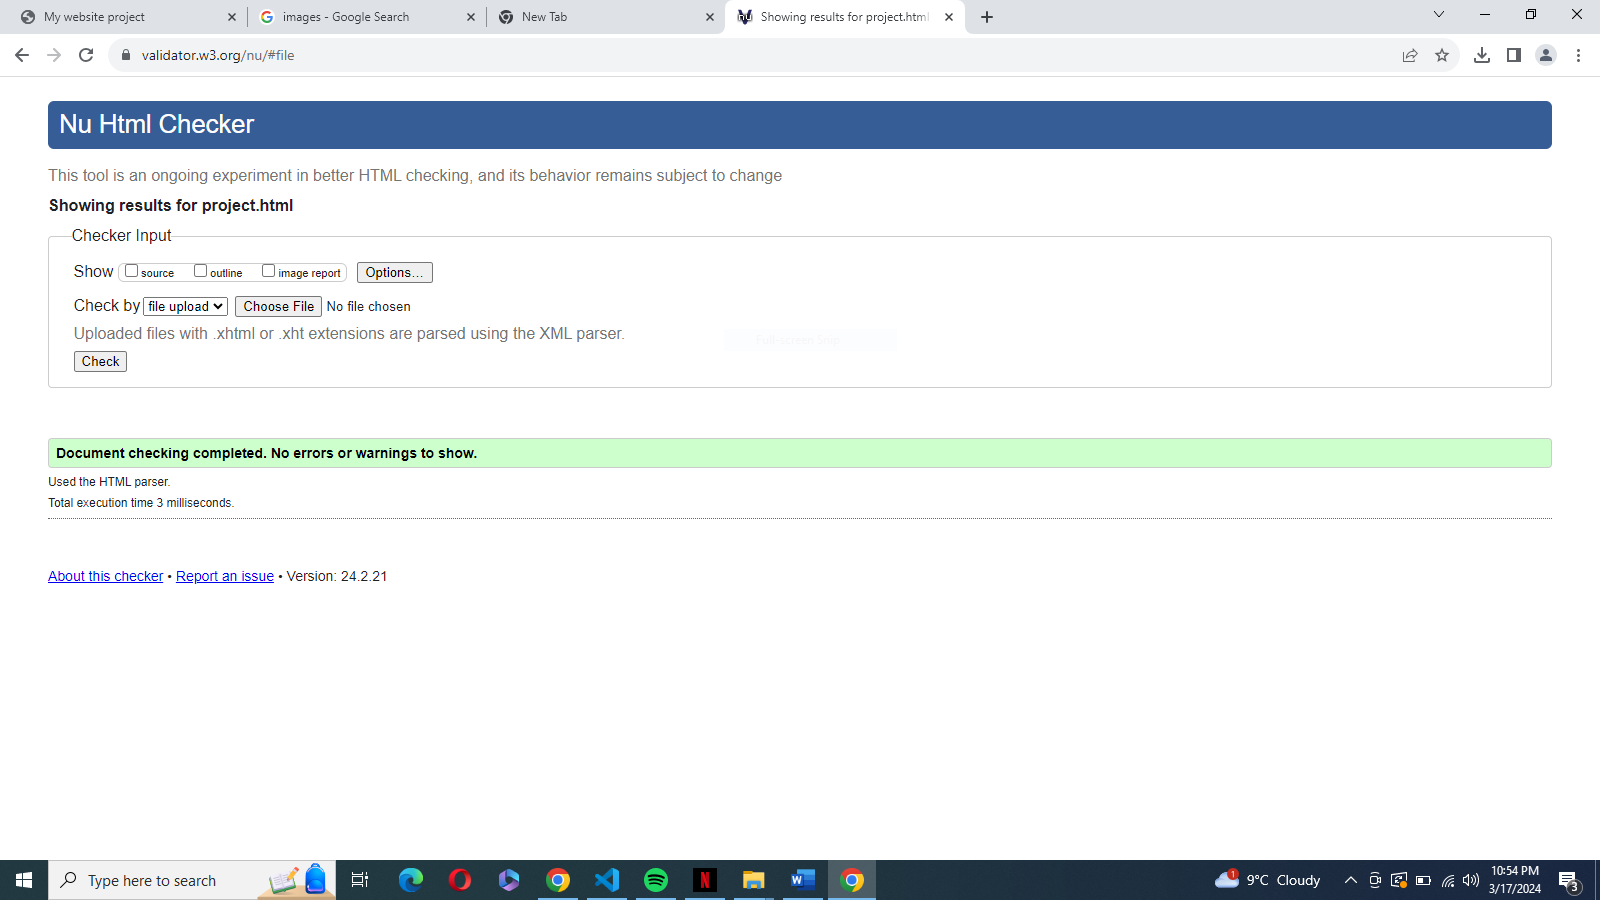 My website project
images - Google Search
New Tab
Showing results for project.html
validator.w3.org/nu/#file
Nu Html Checker
This tool is an ongoing experiment in better HTML checking, and its behavior remains subject to change
Showing results for project.html
Checker Input
Show source outline image report Options...
Check by file upload Choose File No file chosen
Uploaded files with .xhtml or .xht extensions are parsed using the XML parser.
Check
Document checking completed. No errors or warnings to show.
Used the HTML parser.
Total execution time 3 milliseconds.
About this checker • Report an issue • Version: 24.2.21
Type here to search
1
9°C Cloudy
10:54 PM
3/17/2024
3